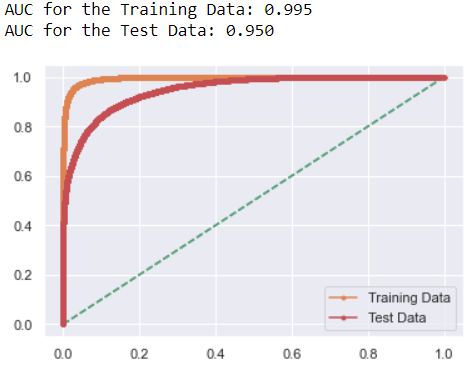 AUC for the Training Data: 0.995
AUC for the Test Data: 0.950
1.0
0.8
0.6
0.4
0.2
0.0
Training Data
Test Data
0.0 0.2 0.4 0.6 0.8 1.0